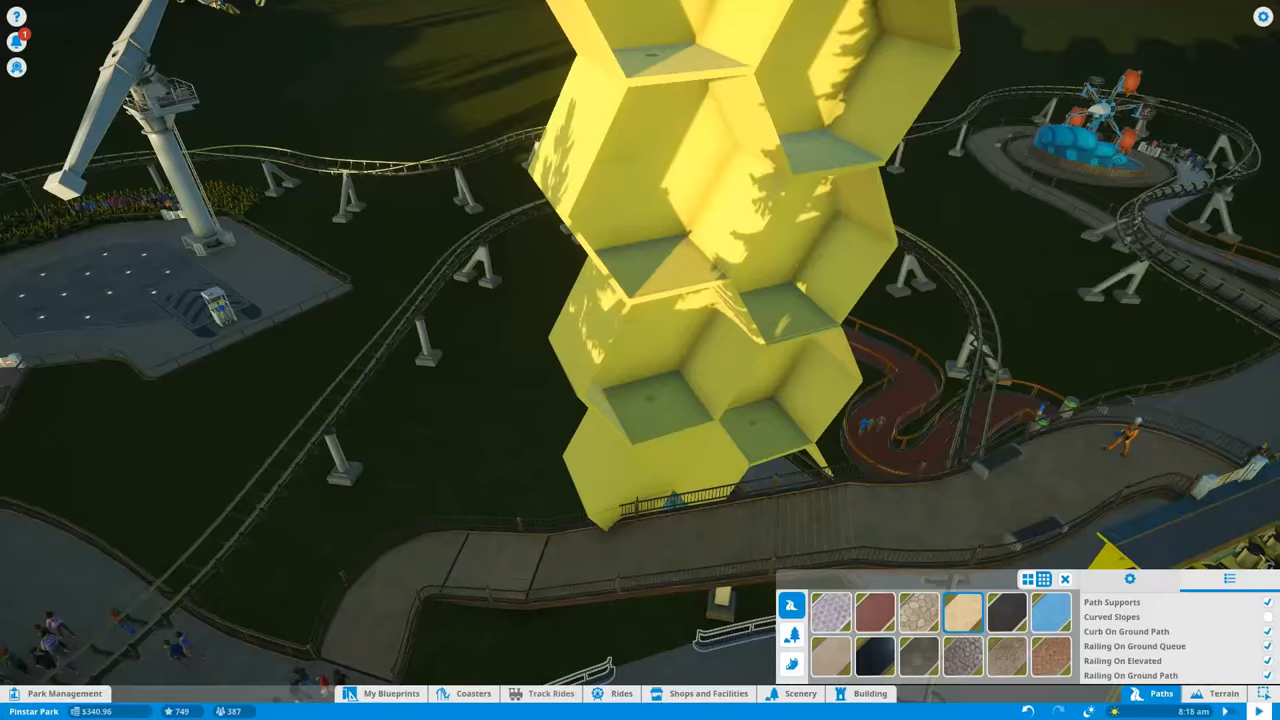 ?
1
Path Supports
Curved Slopes
Curb On Ground Path
Railing On Ground Queue
Railing On Elevated
Railing On Ground Path
Park Management
My Blueprints
Coasters
Track Rides
Rides
Shops and Facilities
Scenery
Building
Paths
Terrain
Pinstar Park
$340.96
749
387
8:18 am